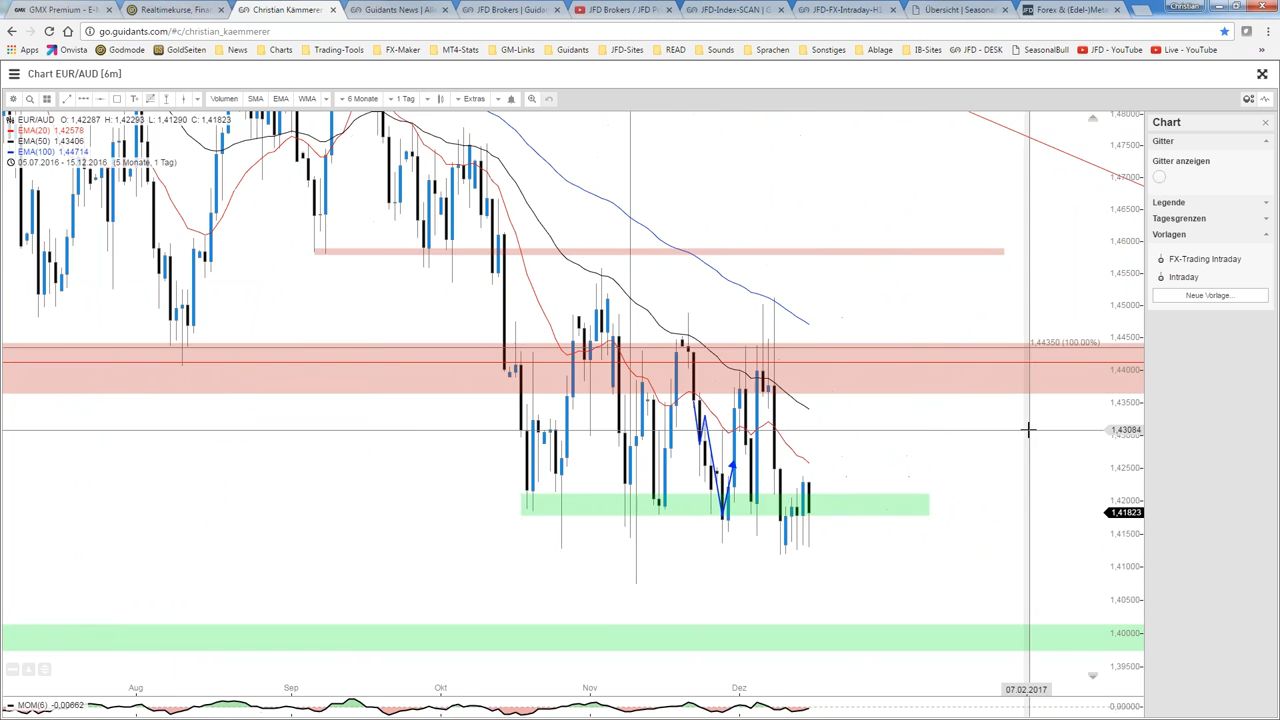 GMX Premium - E-M
Realtimekurse, Finan
Christian Kämmerer
Guidants News | Alle
JFD Brokers | Guidan
JFD Brokers / JFD Pr
JFD-Index-SCAN | G
JFD-FX-Intraday-H1
Übersicht | Seasonal
Forex & (Edel-)Meta
Christian
go.guidants.com/#c/christian_kaemmerer
Apps Onvista Godmode GoldSeiten News Charts Trading-Tools FX-Maker MT4-Stats GM-Links Guidants JFD-Sites READ Sounds Sprachen Sonstiges Ablage IB-Sites JFD - DESK SeasonalBull JFD - YouTube Live - YouTube
Chart EUR/AUD [6m]
Volumen SMA EMA WMA 6 Monate 1 Tag Extras
EUR/AUD O: 1,42287 H: 1,42293 L: 1,41290 C: 1,41823
EMA(20) 1,42578
EMA(50) 1,43406
EMA(100) 1,44714
05.07.2016 - 15.12.2016 (5 Monate, 1 Tag)
1,48000
1,47500
1,47000
1,46500
1,46000
1,45500
1,45000
1,44500
1,44350 (100.00%)
1,44000
1,43500
1,43084
1,43000
1,42500
1,42000
1,41823
1,41500
1,41000
1,40500
1,40000
1,39500
Aug Sep Okt Nov Dez 07.02.2017
MOM(6) -0,00662
0,00000
Chart
Gitter
Gitter anzeigen
Legende
Tagesgrenzen
Vorlagen
FX-Trading Intraday
Intraday
Neue Vorlage...